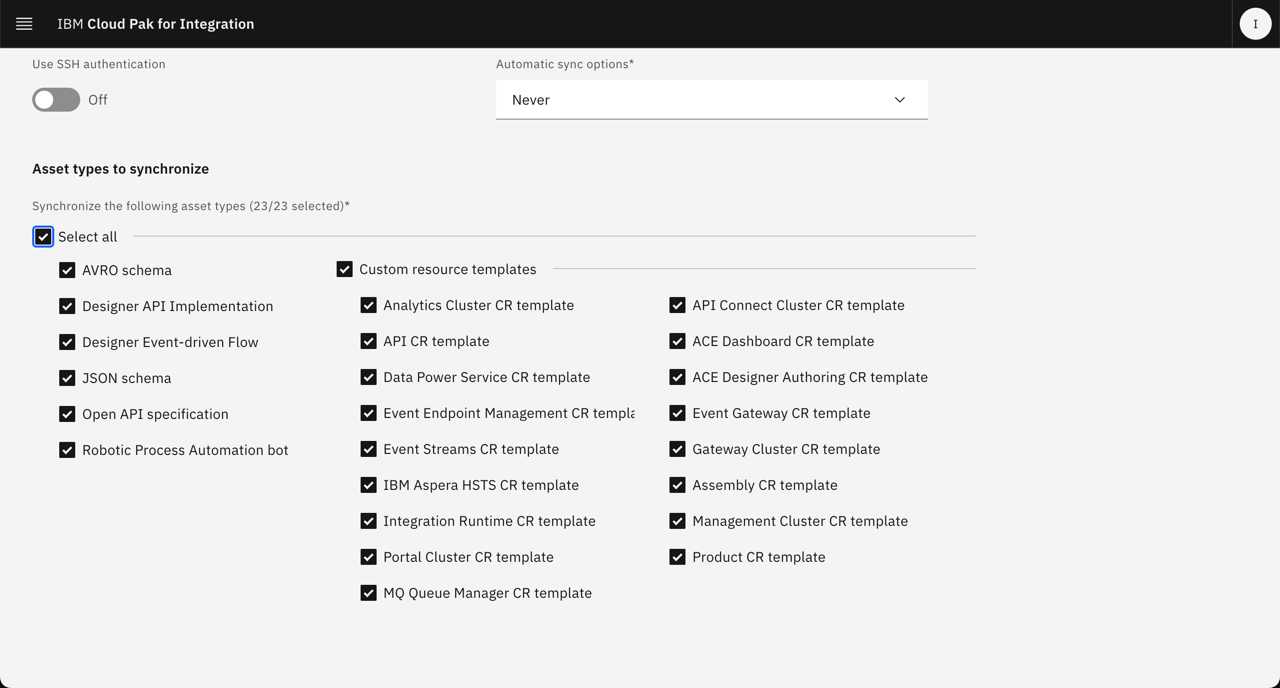 IBM Cloud Pak for Integration
I
Use SSH authentication
Off
Automatic sync options*
Never
Asset types to synchronize
Synchronize the following asset types (23/23 selected)*
Select all
AVRO schema
Designer API Implementation
Designer Event-driven Flow
JSON schema
Open API specification
Robotic Process Automation bot
Custom resource templates
Analytics Cluster CR template
API CR template
Data Power Service CR template
Event Endpoint Management CR templa
Event Streams CR template
IBM Aspera HSTS CR template
Integration Runtime CR template
Portal Cluster CR template
MQ Queue Manager CR template
API Connect Cluster CR template
ACE Dashboard CR template
ACE Designer Authoring CR template
Event Gateway CR template
Gateway Cluster CR template
Assembly CR template
Management Cluster CR template
Product CR template